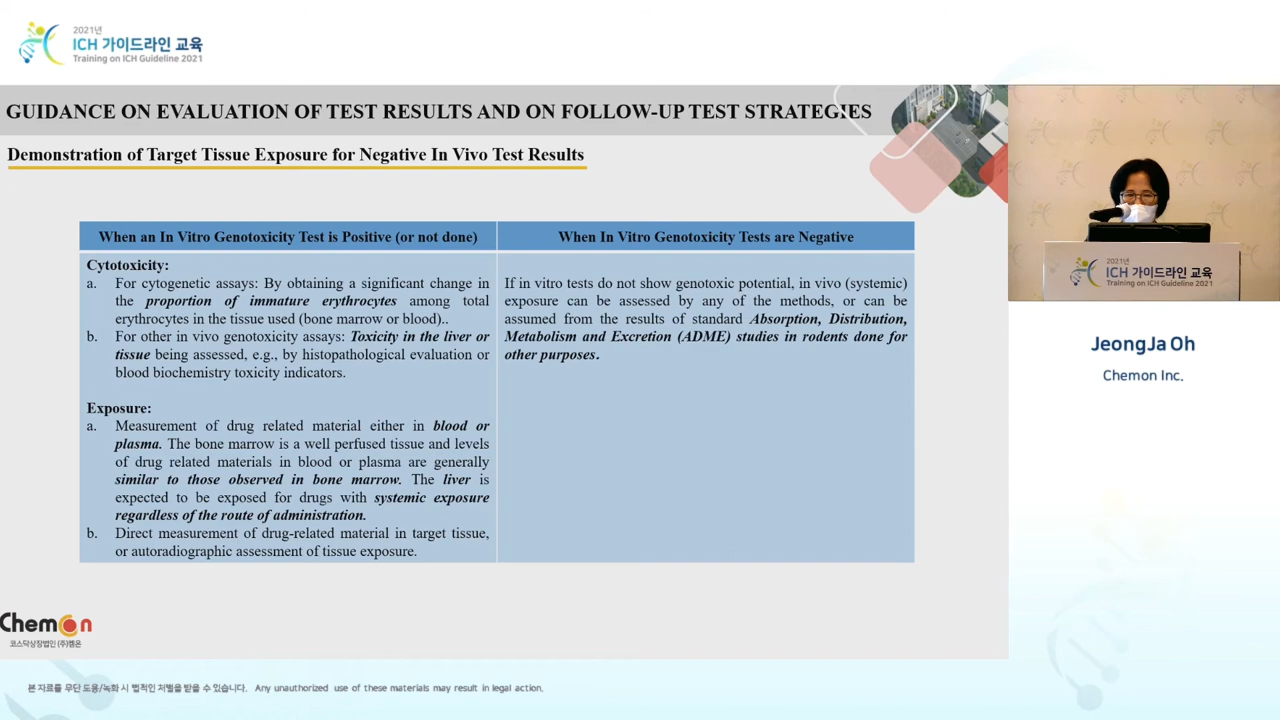 2021년
ICH 가이드라인 교육
Training on ICH Guideline 2021
GUIDANCE ON EVALUATION OF TEST RESULTS AND ON FOLLOW-UP TEST STRATEGIES
Demonstration of Target Tissue Exposure for Negative In Vivo Test Results
When an In Vitro Genotoxicity Test is Positive (or not done)
Cytotoxicity:
a. For cytogenetic assays: By obtaining a significant change in
the proportion of immature erythrocytes among total
erythrocytes in the tissue used (bone marrow or blood)..
b. For other in vivo genotoxicity assays: Toxicity in the liver or
tissue being assessed, e.g., by histopathological evaluation or
blood biochemistry toxicity indicators.
Exposure:
a. Measurement of drug related material either in blood or
plasma. The bone marrow is a well perfused tissue and levels
of drug related materials in blood or plasma are generally
similar to those observed in bone marrow. The liver is
expected to be exposed for drugs with systemic exposure
regardless of the route of administration.
b. Direct measurement of drug-related material in target tissue,
or autoradiographic assessment of tissue exposure.
When In Vitro Genotoxicity Tests are Negative
If in vitro tests do not show genotoxic potential, in vivo (systemic)
exposure can be assessed by any of the methods, or can be
assumed from the results of standard Absorption, Distribution,
Metabolism and Excretion (ADME) studies in rodents done for
other purposes.
2021년
ICH 가이드라인 교육
Training on ICH Guideline 2021
JeongJa Oh
Chemon Inc.
Chemon
코스닥상장법인 (주)켐온
본 자료를 무단 도용/녹화 시 법적인 처벌을 받을 수 있습니다. Any unauthorized use of these materials may result in legal action.